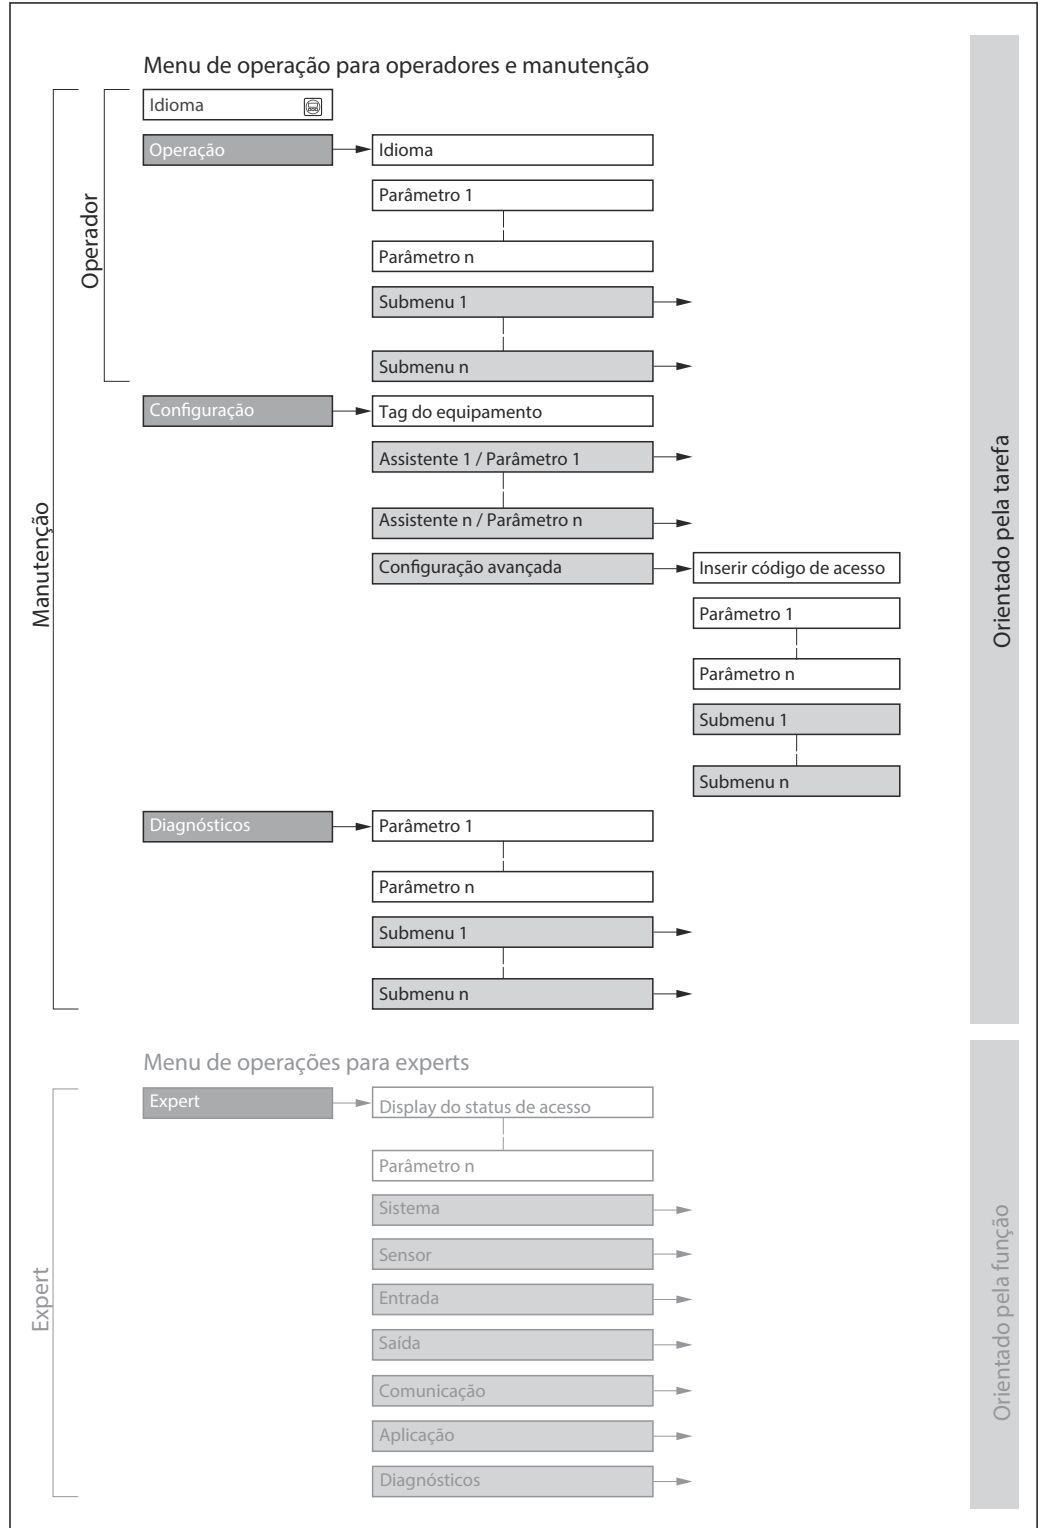 Menu de operação para operadores e manutenção
Idioma
Operação
Idioma
Parâmetro 1
Parâmetro n
Submenu 1
Submenu n
Operador
Configuração
Tag do equipamento
Assistente 1 / Parâmetro 1
Assistente n / Parâmetro n
Configuração avançada
Inserir código de acesso
Parâmetro 1
Parâmetro n
Submenu 1
Submenu n
Diagnósticos
Parâmetro 1
Parâmetro n
Submenu 1
Submenu n
Manutenção
Orientado pela tarefa
Menu de operações para experts
Expert
Display do status de acesso
Parâmetro n
Sistema
Sensor
Entrada
Saída
Comunicação
Aplicação
Diagnósticos
Expert
Orientado pela função